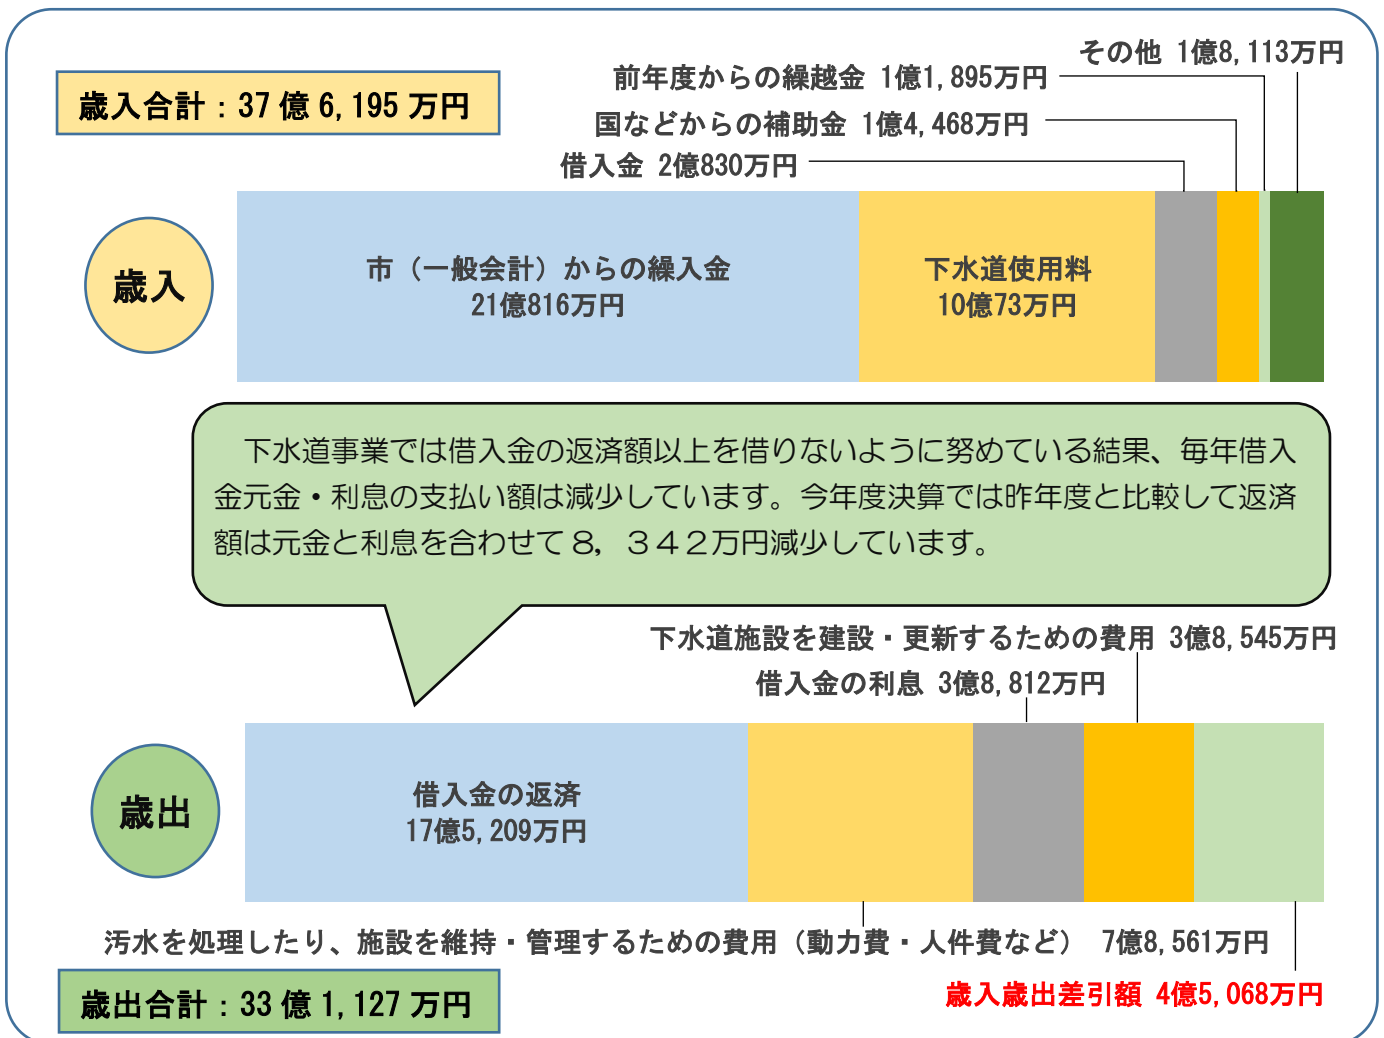 その他 1億8,113万円
前年度からの繰越金 1億1,895万円
歳入合計：37億6,195万円
国などからの補助金 1億4,468万円
借入金 2億830万円
歳入
市（一般会計）からの繰入金
21億816万円
下水道使用料
10億73万円
下水道事業では借入金の返済額以上を借りないように努めている結果、毎年借入
金元金・利息の支払い額は減少しています。今年度決算では昨年度と比較して返済
額は元金と利息を合わせて８，３４２万円減少しています。
下水道施設を建設・更新するための費用 3億8,545万円
借入金の利息 3億8,812万円
歳出
借入金の返済
17億5,209万円
汚水を処理したり、施設を維持・管理するための費用（動力費・人件費など） 7億8,561万円
歳出合計：33億1,127万円
歳入歳出差引額 4億5,068万円